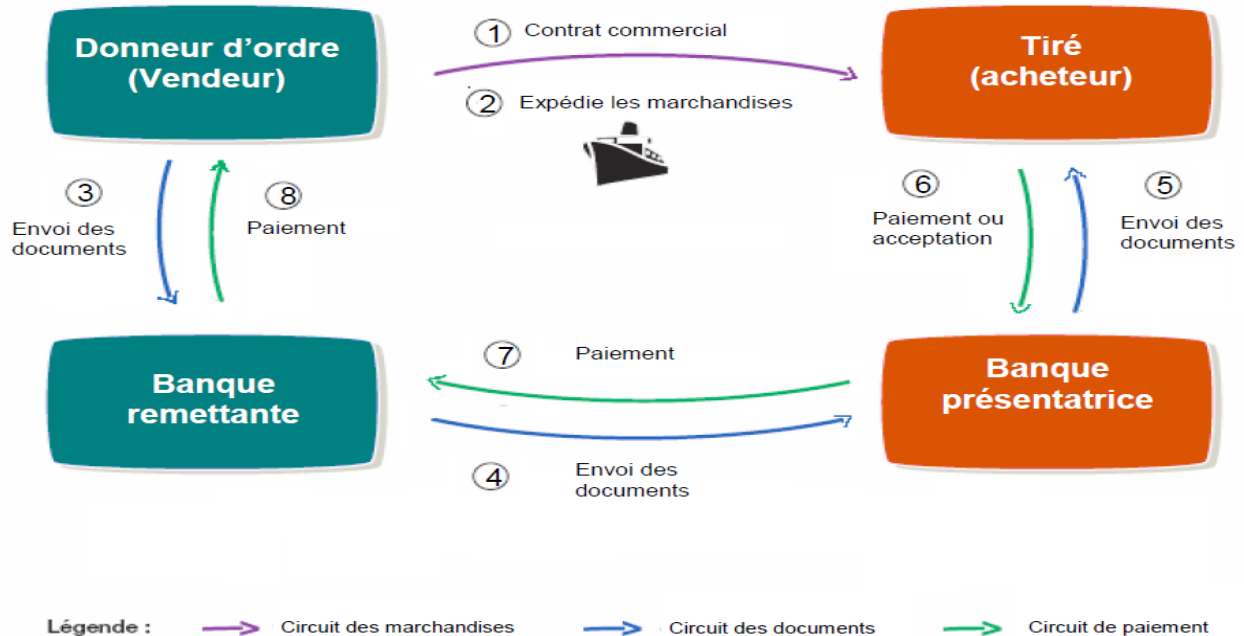 Donneur d'ordre
(Vendeur)
① Contrat commercial
② Expédie les marchandises
Tiré
(acheteur)
③
Envoi des
documents
⑧
Paiement
⑥
Paiement ou
acceptation
⑤
Envoi des
documents
Banque
remettante
⑦ Paiement
④ Envoi des
documents
Banque
présentatrice
Légende :
Circuit des marchandises
Circuit des documents
Circuit de paiement